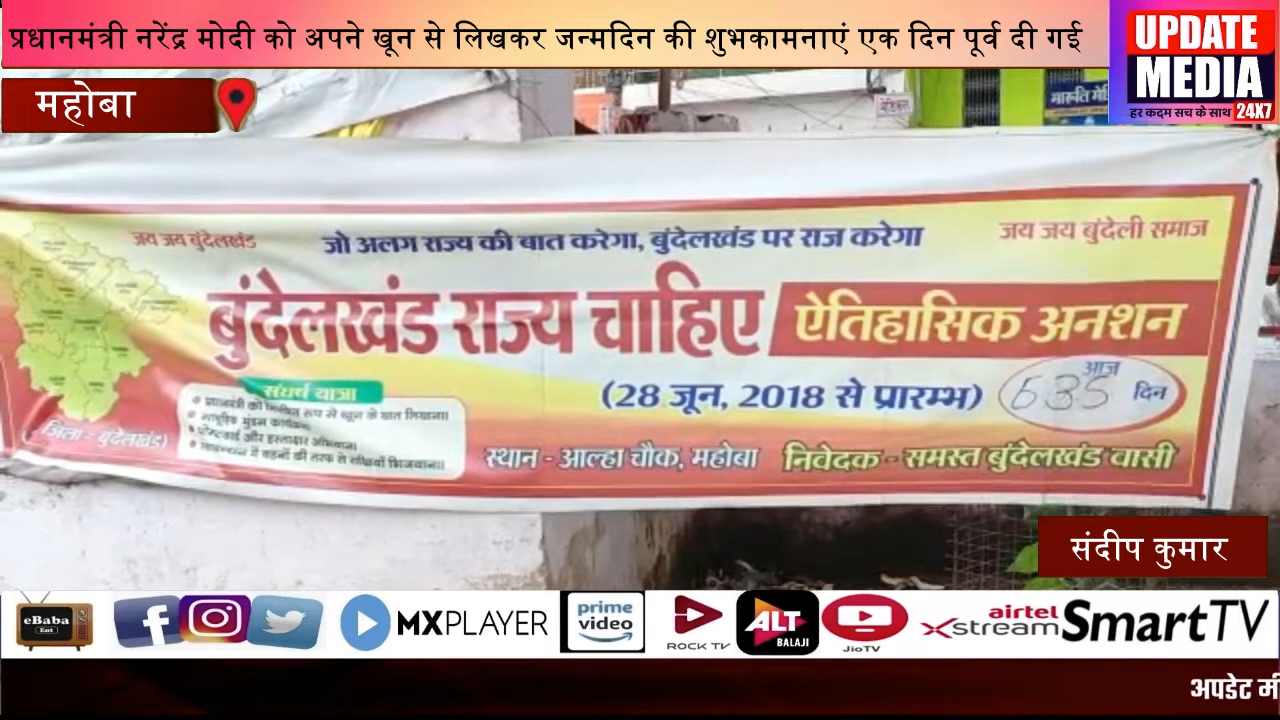 प्रधानमंत्री नरेंद्र मोदी को अपने खून से लिखकर जन्मदिन की शुभकामनाएं एक दिन पूर्व दी गई
UPDATE
MEDIA
हर कदम सच के साथ 24X7
महोबा
मेडिकल
मारुति
जय जय बुंदेलखंड
जो अलग राज्य की बात करेगा, बुंदेलखंड पर राज करेगा
जय जय बुंदेली समाज
बुंदेलखंड राज्य चाहिए
ऐतिहासिक अनशन
संघर्ष यात्रा
(28 जून, 2018 से प्रारम्भ)
आज
635 दिन
जिला - बुंदेलखंड)
स्थान - आल्हा चौक, महोबा
निवेदक - समस्त बुंदेलखंड वासी
संदीप कुमार
eBaba
Ent
MXPLAYER
prime
video
ROCK TV
ALT
BALAJI
JioTV
airtel
xstream
SmartTV
अपडेट